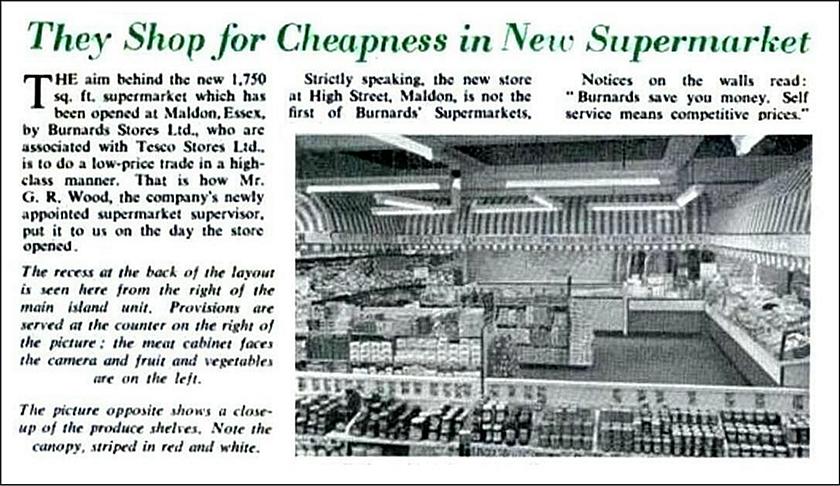 They Shop for Cheapness in New Supermarket
THE aim behind the new 1,750
sq. ft. supermarket which has
been opened at Maldon, Essex,
by Burnards Stores Ltd., who are
associated with Tesco Stores Ltd.,
is to do a low-price trade in a high-
class manner. That is how Mr.
G. R. Wood, the company's newly
appointed supermarket supervisor,
put it to us on the day the store
opened.
The recess at the back of the layout
is seen here from the right of the
main island unit. Provisions are
served at the counter on the right of
the picture; the meat cabinet faces
the camera and fruit and vegetables
are on the left.
The picture opposite shows a close-
up of the produce shelves. Note the
canopy, striped in red and white.
Strictly speaking, the new store
at High Street, Maldon, is not the
first of Burnards' Supermarkets.
Notices on the walls read:
"Burnards save you money. Self
service means competitive prices."